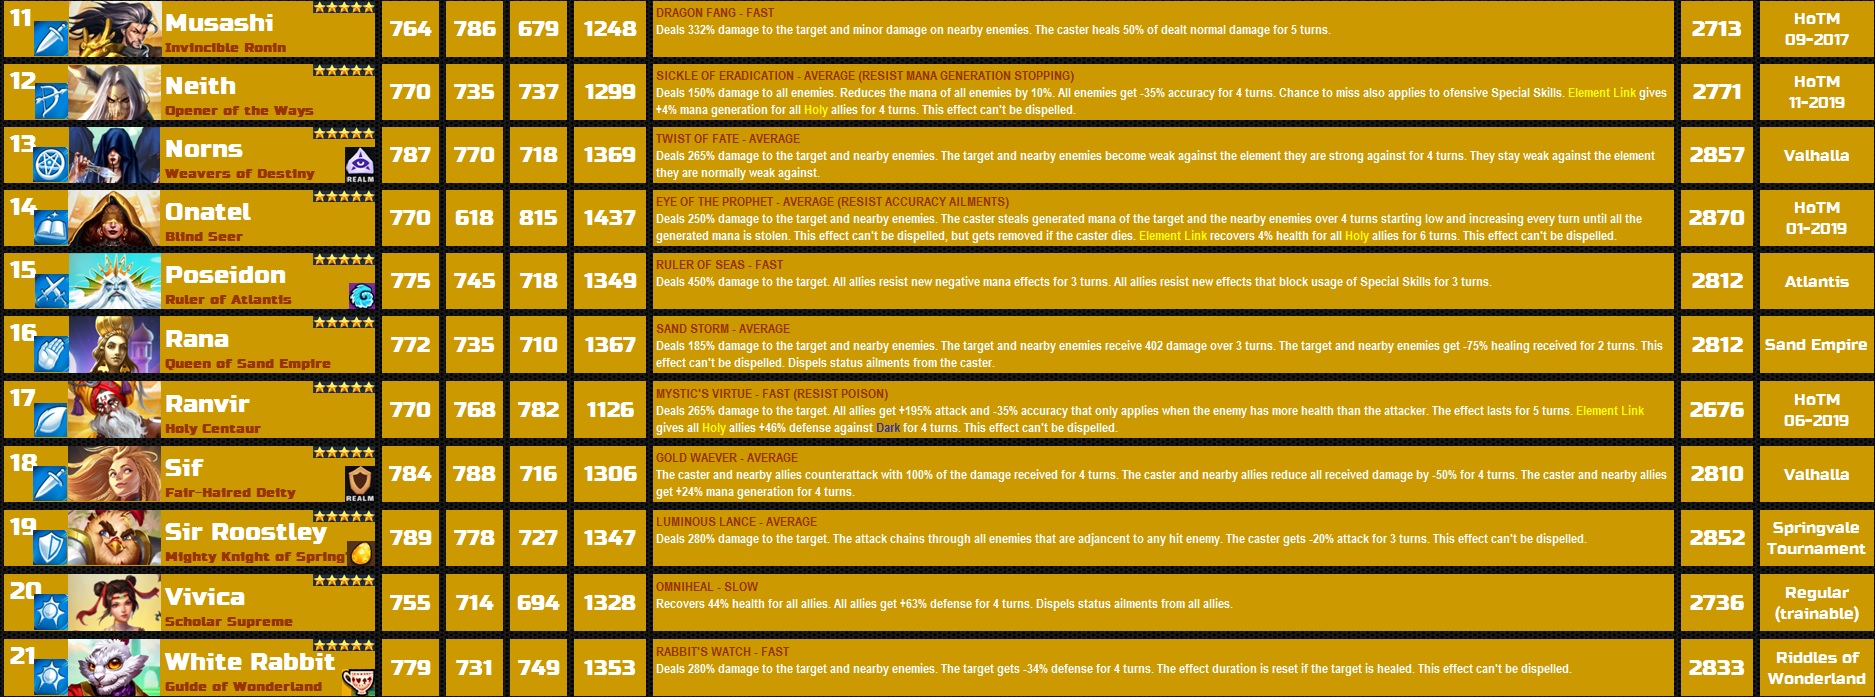 11 Musashi 764 786 679 1248 DRAGON FANG - FAST 2713 HoTM
Invincible Ronin Deals 332% damage to the target and minor damage on nearby enemies. The caster heals 50% of dealt normal damage for 5 turns. 09-2017
12 Neith 770 735 737 1299 SICKLE OF ERADICATION - AVERAGE (RESIST MANA GENERATION STOPPING) 2771 HoTM
Opener of the Ways Deals 150% damage to all enemies. Reduces the mana of all enemies by 10%. All enemies get -35% accuracy for 4 turns. Chance to miss also applies to ofensive Special Skills. Element Link gives 11-2019
+4% mana generation for all Holy allies for 4 turns. This effect can't be dispelled.
13 Norns 787 770 718 1369 TWIST OF FATE - AVERAGE 2857 Valhalla
Weavers of Destiny REALM Deals 265% damage to the target and nearby enemies. The target and nearby enemies become weak against the element they are strong against for 4 turns. They stay weak against the element
they are normally weak against.
14 Onatel 770 618 815 1437 EYE OF THE PROPHET - AVERAGE (RESIST ACCURACY AILMENTS) 2870 HoTM
Blind Seer Deals 250% damage to the target and nearby enemies. The caster steals generated mana of the target and the nearby enemies over 4 turns starting low and increasing every turn until all the 01-2019
generated mana is stolen. This effect can't be dispelled, but gets removed if the caster dies. Element Link recovers 4% health for all Holy allies for 6 turns. This effect can't be dispelled.
15 Poseidon 775 745 718 1349 RULER OF SEAS - FAST 2812 Atlantis
Ruler of Atlantis Deals 450% damage to the target. All allies resist new negative mana effects for 3 turns. All allies resist new effects that block usage of Special Skills for 3 turns.
16 Rana 772 735 710 1367 SAND STORM - AVERAGE 2812 Sand Empire
Queen of Sand Empire Deals 185% damage to the target and nearby enemies. The target and nearby enemies receive 402 damage over 3 turns. The target and nearby enemies get -75% healing received for 2 turns. This
effect can't be dispelled. Dispels status ailments from the caster.
17 Ranvir 770 768 782 1126 MYSTIC'S VIRTUE - FAST (RESIST POISON) 2676 HoTM
Holy Centaur Deals 265% damage to the target. All allies get +195% attack and -35% accuracy that only applies when the enemy has more health than the attacker. The effect lasts for 5 turns. Element Link 06-2019
gives all Holy allies +46% defense against Dark for 4 turns. This effect can't be dispelled.
18 Sif 784 788 716 1306 GOLD WAEVER - AVERAGE 2810 Valhalla
Fair-Haired Deity REALM The caster and nearby allies counterattack with 100% of the damage received for 4 turns. The caster and nearby allies reduce all received damage by -50% for 4 turns. The caster and nearby allies
get +24% mana generation for 4 turns.
19 Sir Roostley 789 778 727 1347 LUMINOUS LANCE - AVERAGE 2852 Springvale
Mighty Knight of Spring Deals 280% damage to the target. The attack chains through all enemies that are adjancent to any hit enemy. The caster gets -20% attack for 3 turns. This effect can't be dispelled. Tournament
20 Vivica 755 714 694 1328 OMNIHEAL - SLOW 2736 Regular
Scholar Supreme Recovers 44% health for all allies. All allies get +63% defense for 4 turns. Dispels status ailments from all allies. (trainable)
21 White Rabbit 779 731 749 1353 RABBIT'S WATCH - FAST 2833 Riddles of
Guide of Wonderland Deals 280% damage to the target and nearby enemies. The target gets -34% defense for 4 turns. The effect duration is reset if the target is healed. This effect can't be dispelled. Wonderland